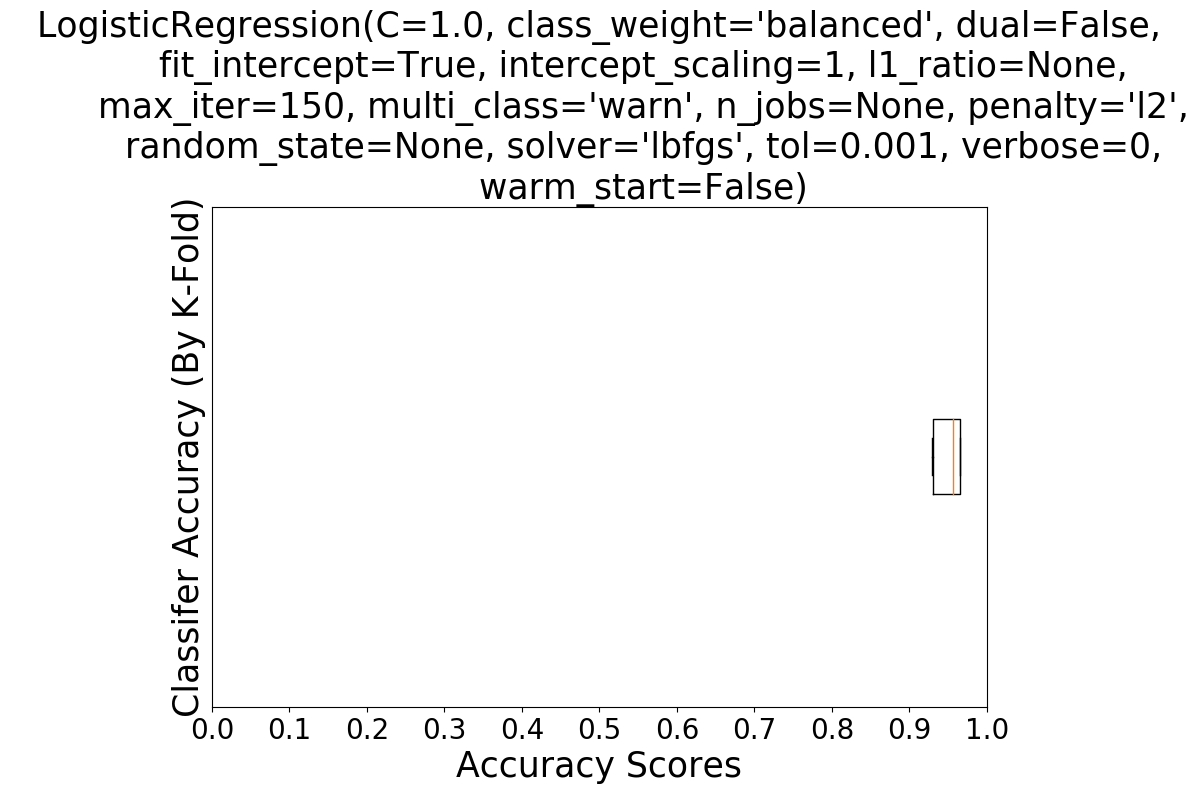 LogisticRegression(C=1.0, class_weight='balanced', dual=False,
fit_intercept=True, intercept_scaling=1, l1_ratio=None,
max_iter=150, multi_class='warn', n_jobs=None, penalty='l2',
random_state=None, solver='lbfgs', tol=0.001, verbose=0,
warm_start=False)
Classifer Accuracy (By K-Fold)
0.0 0.1 0.2 0.3 0.4 0.5 0.6 0.7 0.8 0.9 1.0
Accuracy Scores